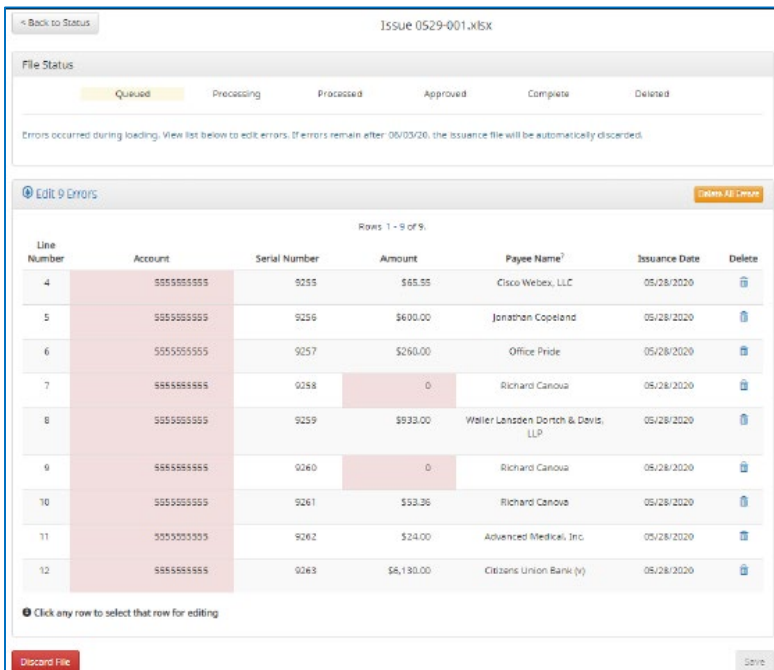 < Back to Status
Issue 0529-001.xlsx
File Status
Queued Processing Processed Approved Complete Deleted
Errors occurred during loading. View list below to edit errors. If errors remain after 06/03/20, the issuance file will be automatically discarded.
Edit 9 Errors
Delete All Errors
Rows 1 - 9 of 9.
Line Number Account Serial Number Amount Payee Name? Issuance Date Delete
4 5555555555 9255 $65.55 Cisco Webex, LLC 05/28/2020
5 5555555555 9256 $600.00 Jonathan Copeland 05/28/2020
6 5555555555 9257 $260.00 Office Pride 05/28/2020
7 5555555555 9258 0 Richard Canova 05/28/2020
8 5555555555 9259 $933.00 Waller Lansden Dortch & Davis, LLP 05/28/2020
9 5555555555 9260 0 Richard Canova 05/28/2020
10 5555555555 9261 $53.36 Richard Canova 05/28/2020
11 5555555555 9262 $24.00 Advanced Medical, Inc. 05/28/2020
12 5555555555 9263 $6,130.00 Citizens Union Bank (v) 05/28/2020
Click any row to select that row for editing
Discard File
Save